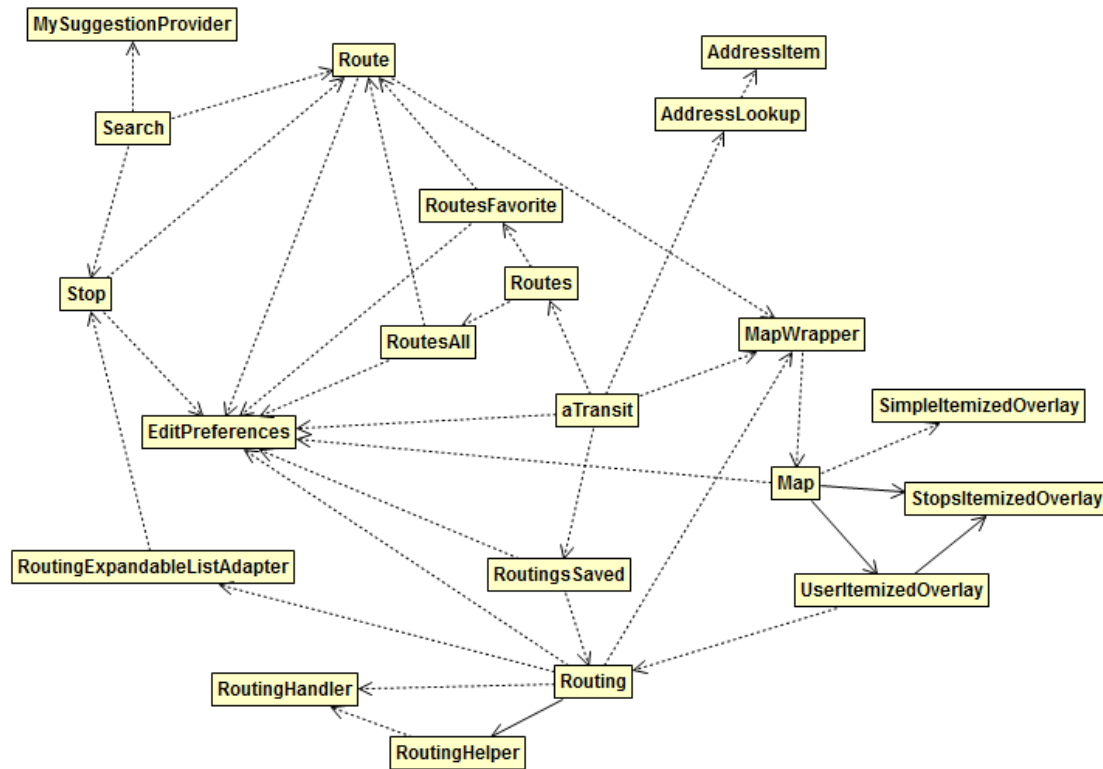 MySuggestionProvider
Route
AddressItem
AddressLookup
Search
RoutesFavorite
Routes
Stop
RoutesAll
MapWrapper
aTransit
SimpleItemizedOverlay
EditPreferences
Map
StopsItemizedOverlay
RoutingExpandableListAdapter
RoutingsSaved
UserItemizedOverlay
Routing
RoutingHandler
RoutingHelper